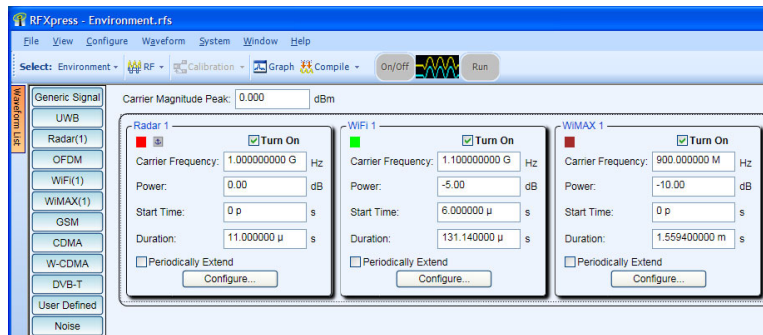 RFXpress - Environment.rfs
File View Configure Waveform System Window Help
Select: Environment RF Calibration Graph Compile On/Off Run
Waveform List
Generic Signal
UWB
Radar(1)
OFDM
WiFi(1)
WiMAX(1)
GSM
CDMA
W-CDMA
DVB-T
User Defined
Noise
Carrier Magnitude Peak: 0.000 dBm
Radar 1
Turn On
Carrier Frequency: 1.000000000 G Hz
Power: 0.00 dB
Start Time: 0 p s
Duration: 11.000000 µ s
Periodically Extend
Configure...
WiFi 1
Turn On
Carrier Frequency: 1.100000000 G Hz
Power: -5.00 dB
Start Time: 6.000000 µ s
Duration: 131.140000 µ s
Periodically Extend
Configure...
WiMAX 1
Turn On
Carrier Frequency: 900.000000 M Hz
Power: -10.00 dB
Start Time: 0 p s
Duration: 1.559400000 m s
Periodically Extend
Configure...